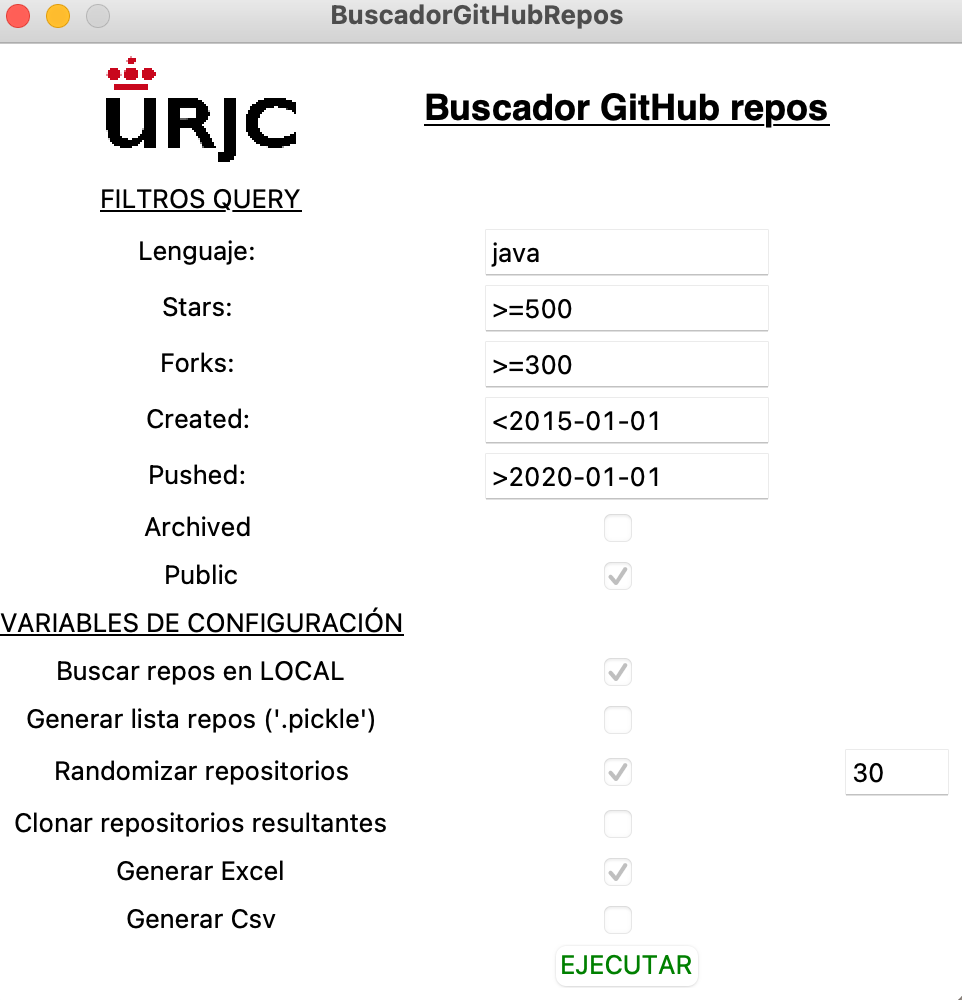 BuscadorGitHubRepos
URJC
Buscador GitHub repos
FILTROS QUERY
Lenguaje: java
Stars: >=500
Forks: >=300
Created: <2015-01-01
Pushed: >2020-01-01
Archived
Public
VARIABLES DE CONFIGURACIÓN
Buscar repos en LOCAL
Generar lista repos ('.pickle')
Randomizar repositorios 30
Clonar repositorios resultantes
Generar Excel
Generar Csv
EJECUTAR